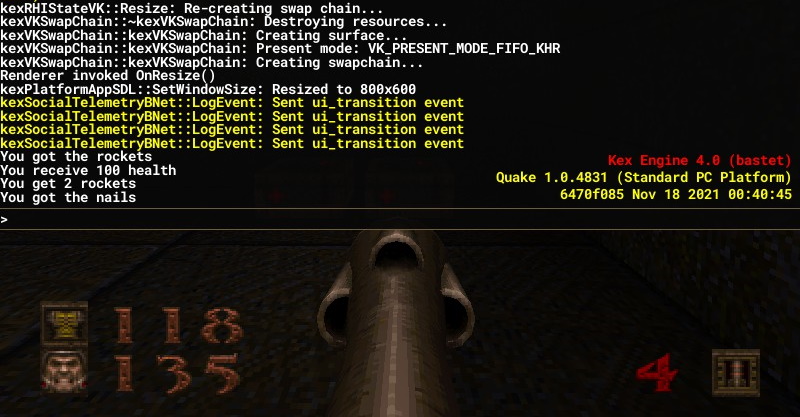 kexRHIStateVK::Resize: Re-creating swap chain...
kexVKSwapChain::~kexVKSwapChain: Destroying resources...
kexVKSwapChain::kexVKSwapChain: Creating surface...
kexVKSwapChain::kexVKSwapChain: Present mode: VK_PRESENT_MODE_FIFO_KHR
kexVKSwapChain::kexVKSwapChain: Creating swapchain...
Renderer invoked OnResize()
kexPlatformAppSDL::SetWindowSize: Resized to 800x600
kexSocialTelemetryBNet::LogEvent: Sent ui_transition event
kexSocialTelemetryBNet::LogEvent: Sent ui_transition event
kexSocialTelemetryBNet::LogEvent: Sent ui_transition event
kexSocialTelemetryBNet::LogEvent: Sent ui_transition event
You got the rockets
You receive 100 health
You get 2 rockets
You got the nails
Kex Engine 4.0 (bastet)
Quake 1.0.4831 (Standard PC Platform)
6470f085 Nov 18 2021 00:40:45
>
118
135
4